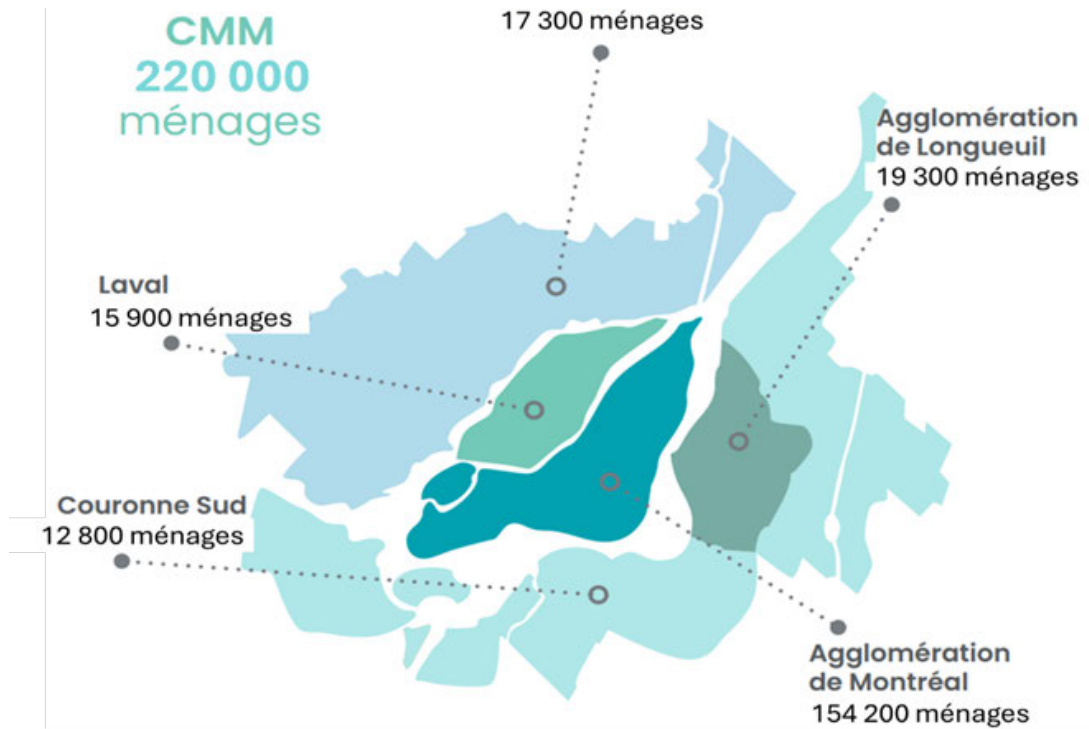 CMM
220 000
ménages
17 300 ménages
Agglomération
de Longueuil
19 300 ménages
Laval
15 900 ménages
Couronne Sud
12 800 ménages
Agglomération
de Montréal
154 200 ménages